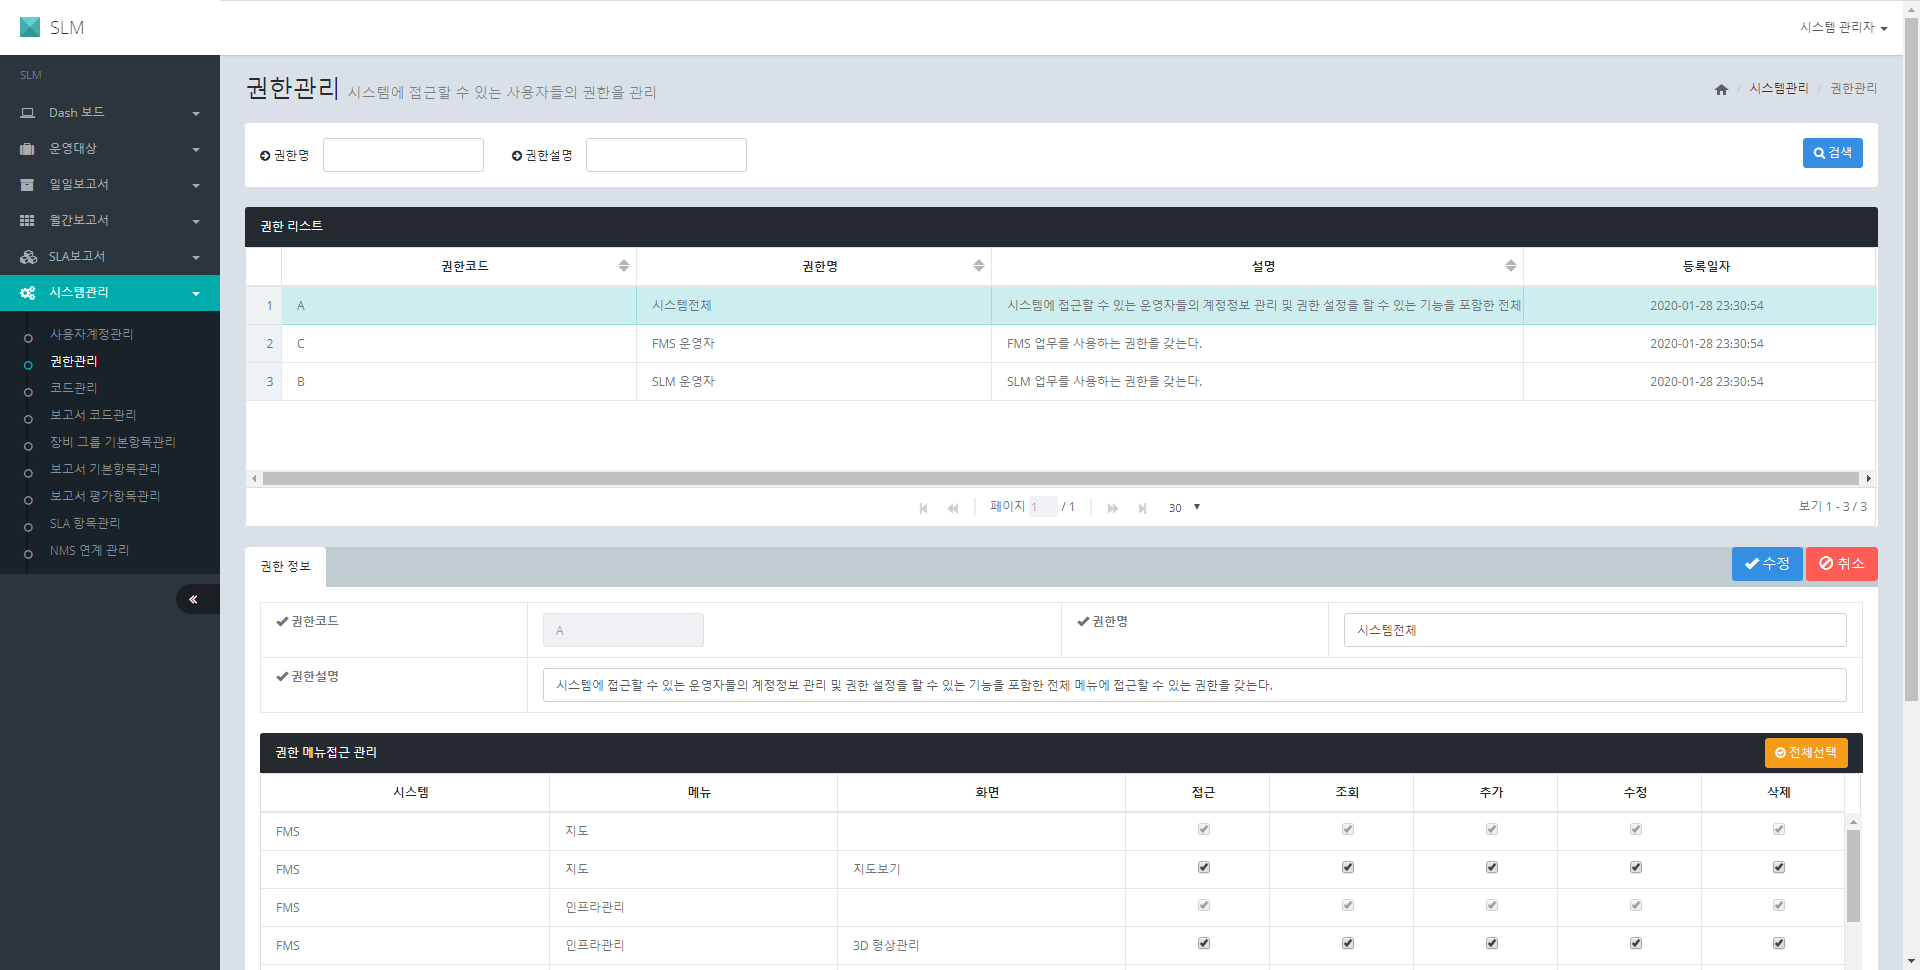 SLM
시스템 관리자
SLM
Dash 보드
운영대상
일일보고서
월간보고서
SLA보고서
시스템관리
사용자계정관리
권한관리
코드관리
보고서 코드관리
장비 그룹 기본항목관리
보고서 기본항목관리
보고서 평가항목관리
SLA 항목관리
NMS 연계 관리
권한관리 시스템에 접근할 수 있는 사용자들의 권한을 관리
/ 시스템관리 / 권한관리
권한명 권한설명 검색
권한 리스트
권한코드 권한명 설명 등록일자
1 A 시스템전체 시스템에 접근할 수 있는 운영자들의 계정정보 관리 및 권한 설정을 할 수 있는 기능을 포함한 전체 2020-01-28 23:30:54
2 C FMS 운영자 FMS 업무를 사용하는 권한을 갖는다. 2020-01-28 23:30:54
3 B SLM 운영자 SLM 업무를 사용하는 권한을 갖는다. 2020-01-28 23:30:54
페이지 1 / 1 30 보기 1 - 3 / 3
권한 정보 수정 취소
권한코드 A 권한명 시스템전체
권한설명 시스템에 접근할 수 있는 운영자들의 계정정보 관리 및 권한 설정을 할 수 있는 기능을 포함한 전체 메뉴에 접근할 수 있는 권한을 갖는다.
권한 메뉴접근 관리 전체선택
시스템 메뉴 화면 접근 조회 추가 수정 삭제
FMS 지도
FMS 지도 지도보기
FMS 인프라관리
FMS 인프라관리 3D 형상관리